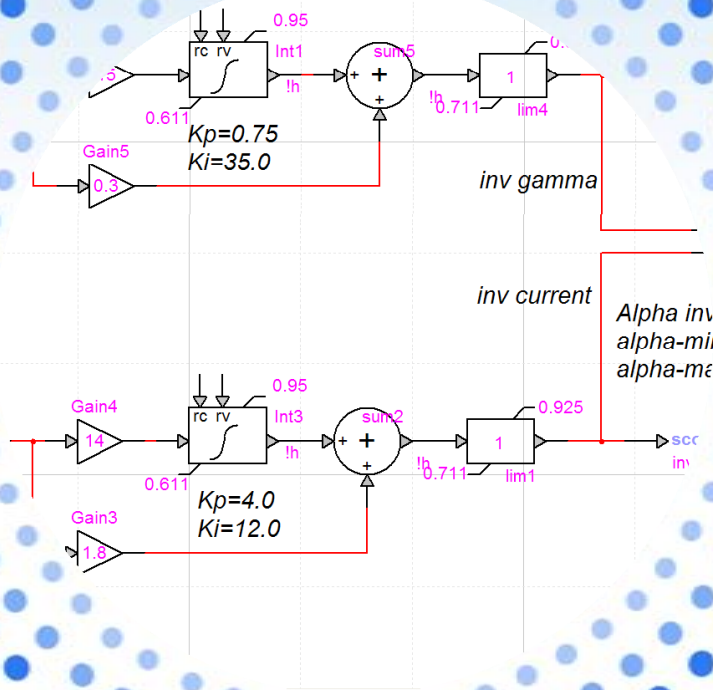 0.95
rc rv
Int1
sum5
+
+
+
1
!h
!h
0.711
lim4
0.611
Kp=0.75
Ki=35.0
Gain5
0.3
inv gamma
inv current
Alpha inv
0.95
rc rv
Int3
Gain4
14
sum2
+
+
+
0.925
1
!h
!h
0.711
lim1
0.611
Kp=4.0
Ki=12.0
Gain3
1.8